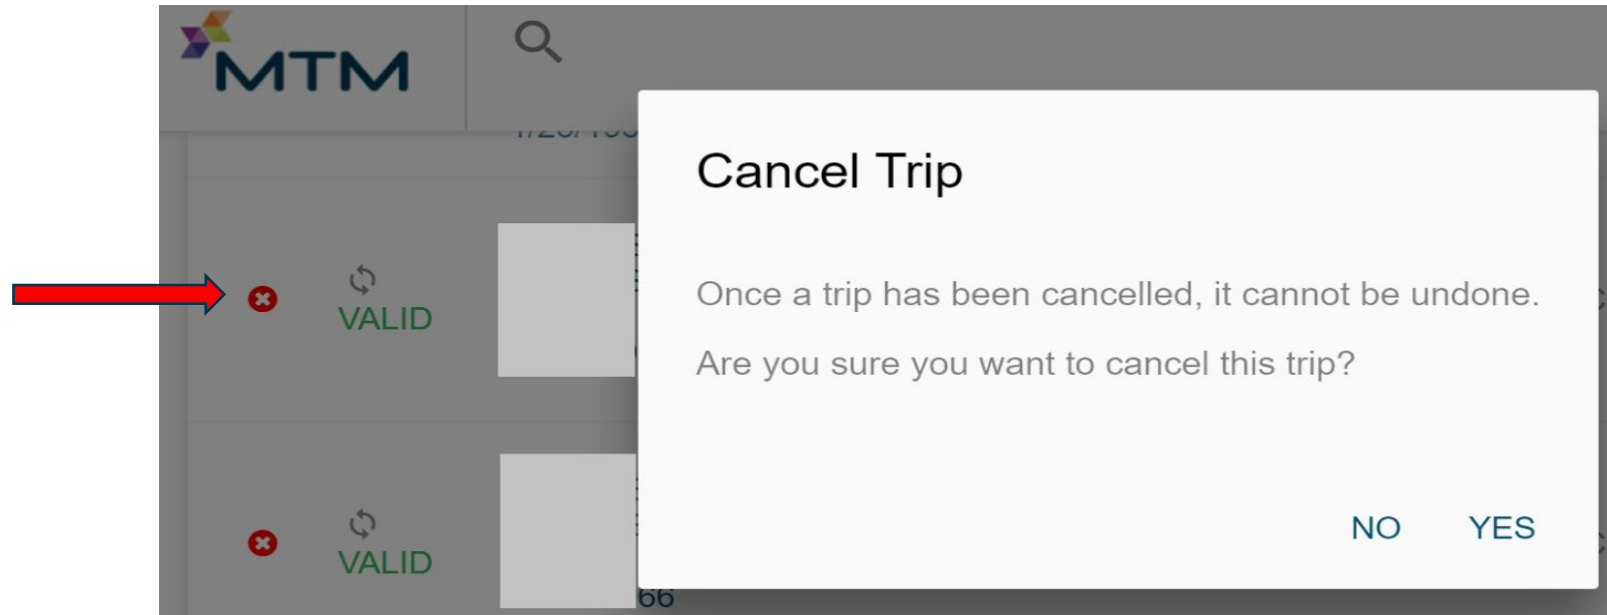 MTM
Cancel Trip
VALID
Once a trip has been cancelled, it cannot be undone.
Are you sure you want to cancel this trip?
VALID
NO YES
66